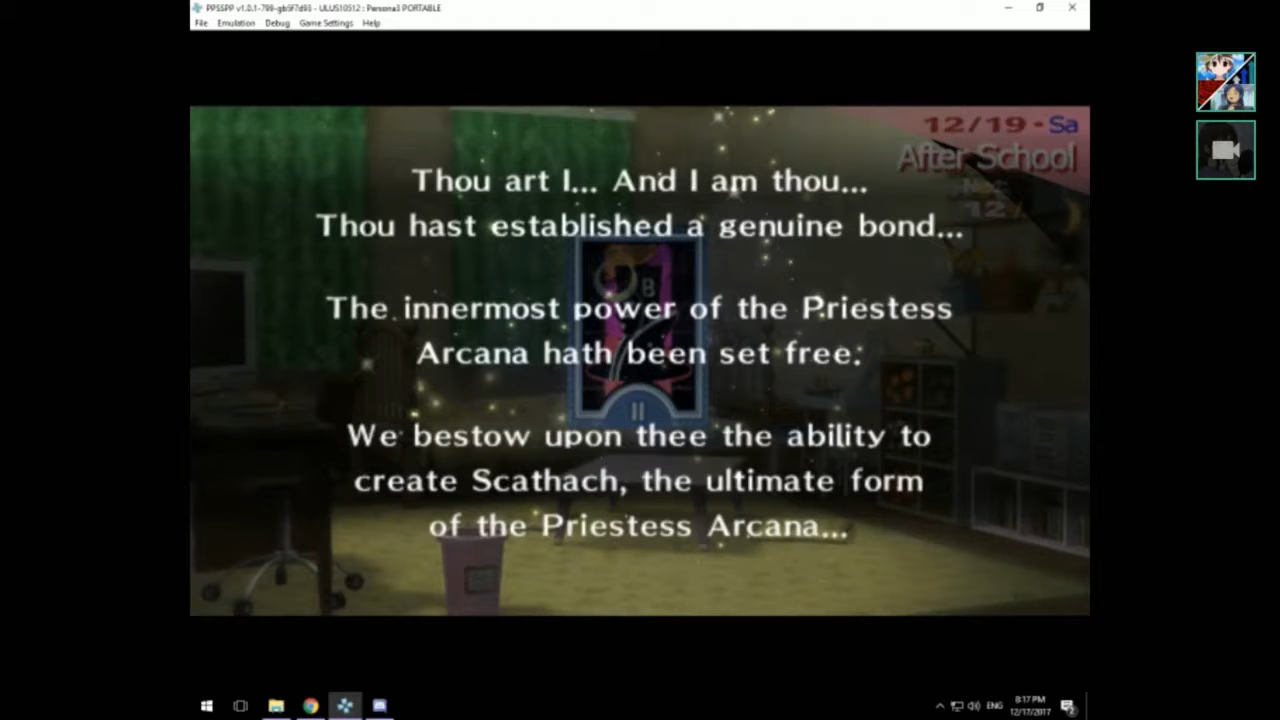 PPSSPP v1.0.1-799-gb5f7d93 - ULUS10512 : Persona3 PORTABLE
File Emulation Debug Game Settings Help
12/19 - Sa
After School
Thou art I... And I am thou...
Thou hast established a genuine bond...
The innermost power of the Priestess
Arcana hath been set free.
We bestow upon thee the ability to
create Scathach, the ultimate form
of the Priestess Arcana...
II
ENG
8:17 PM
12/17/2017